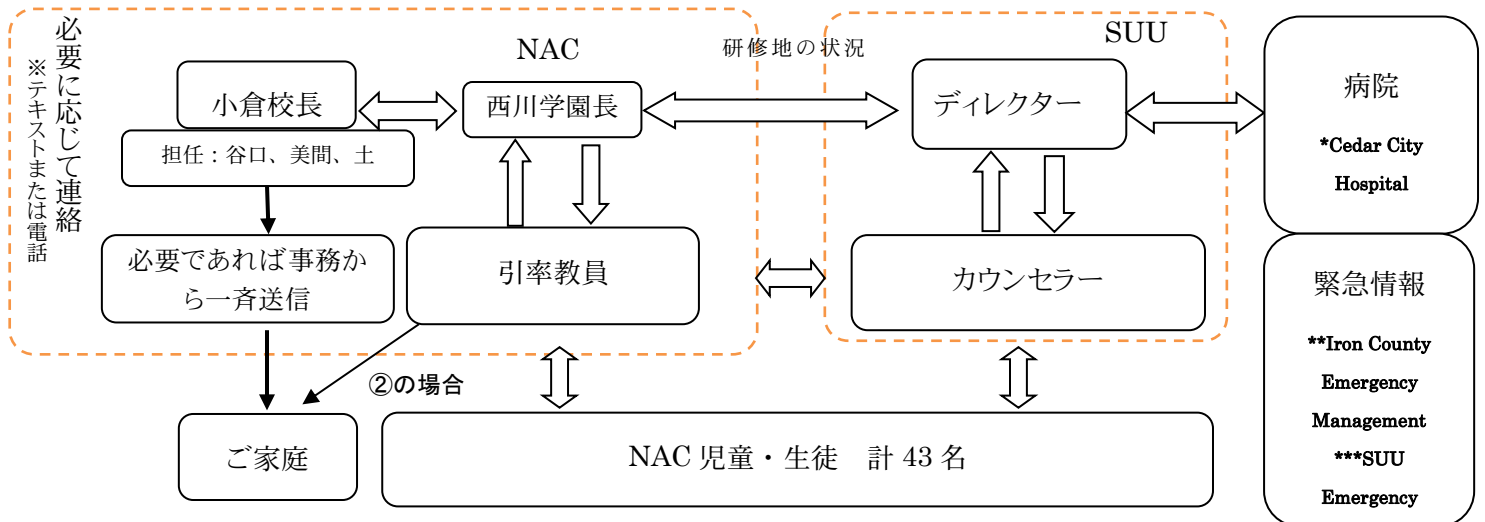 必要に応じて連絡
※テキストまたは電話
NAC
研修地の状況
SUU
小倉校長
西川学園長
ディレクター
病院
*Cedar City
Hospital
担任：谷口、美間、土
必要であれば事務か
ら一斉送信
引率教員
カウンセラー
緊急情報
**Iron County
Emergency
Management
***SUU
Emergency
②の場合
ご家庭
NAC 児童・生徒　計 43 名